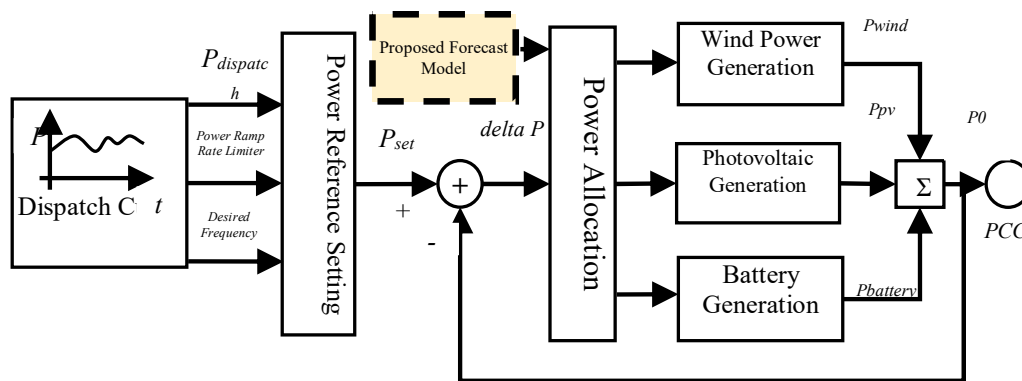 P
t
Dispatch C
Pdispatc
h
Power Ramp
Rate Limiter
Desired
Frequency
Power Reference Setting
Proposed Forecast
Model
Pset
+
+
-
delta P
Power Allocation
Wind Power
Generation
Photovoltaic
Generation
Battery
Generation
Pwind
Ppv
Pbattery
Σ
P0
PCC